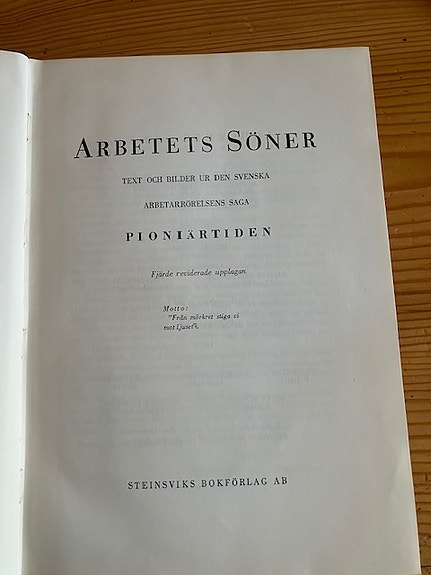 ARBETETS SÖNER
TEXT OCH BILDER UR DEN SVENSKA
ARBETARRÖRELSENS SAGA
PIONIÄRTIDEN
Fjärde reviderade upplagan
Motto:
"Från mörkret stiga vi
mot ljuset".
STEINSVIKS BOKFÖRLAG AB